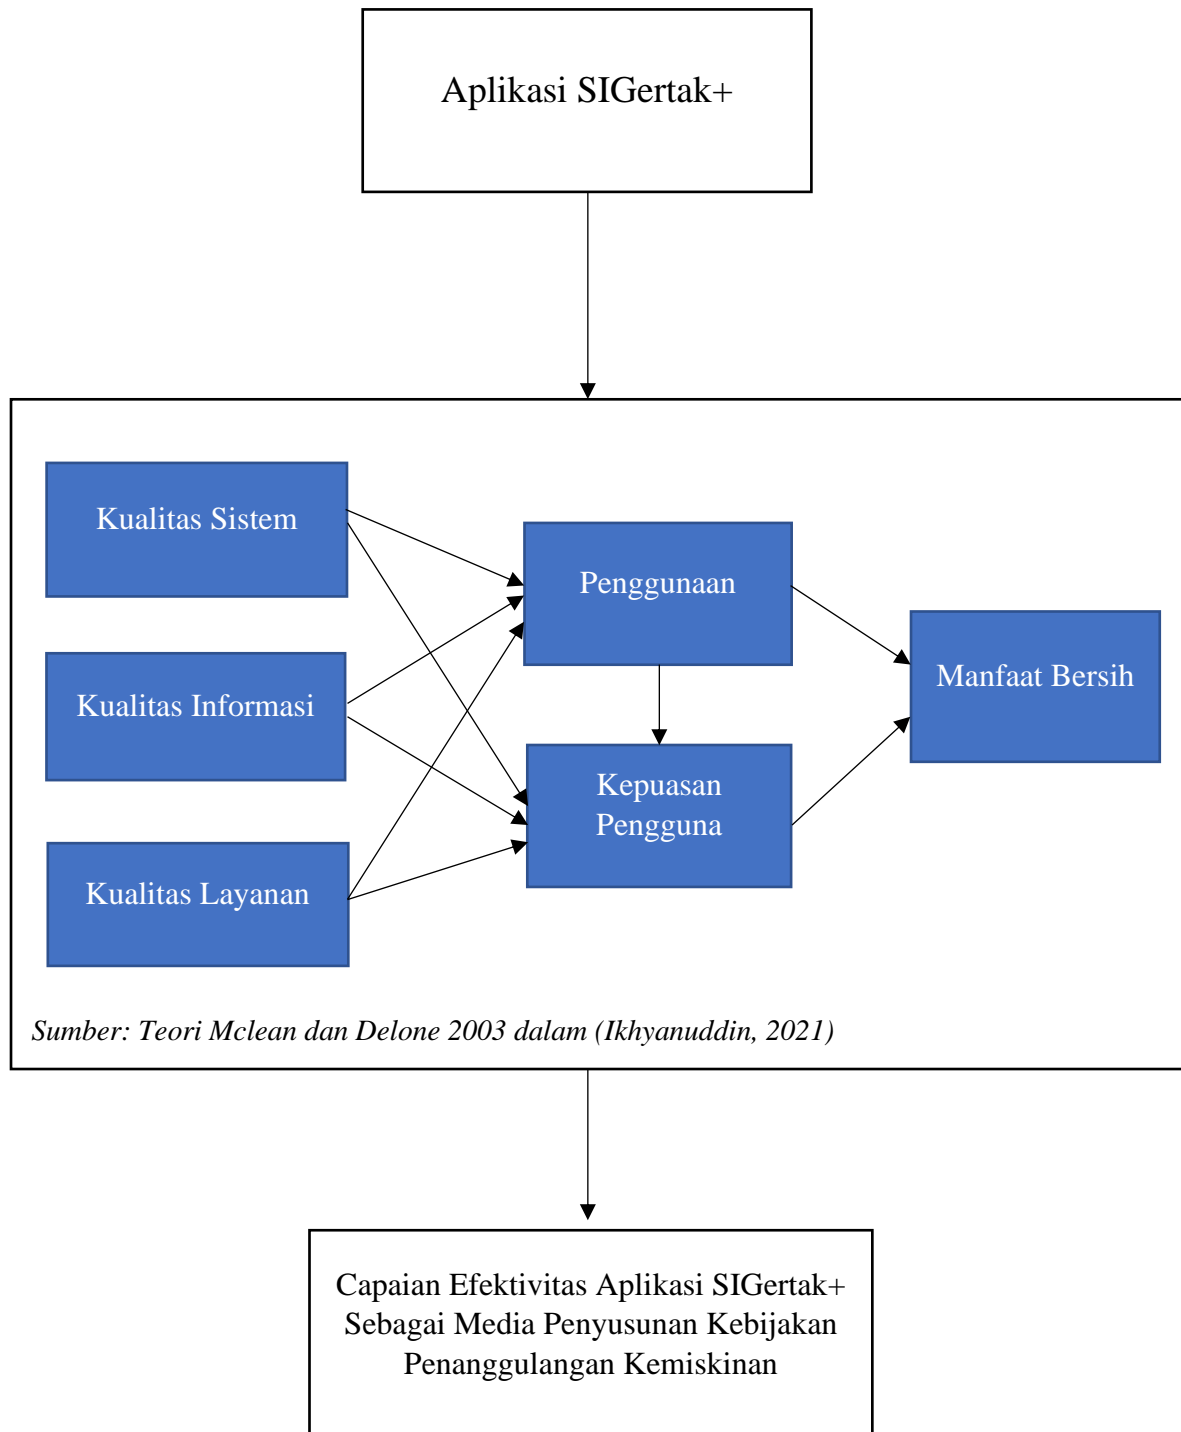 Aplikasi SIGertak+
Kualitas Sistem
Kualitas Informasi
Kualitas Layanan
Penggunaan
Kepuasan
Pengguna
Manfaat Bersih
Sumber: Teori Mclean dan Delone 2003 dalam (Ikhyanuddin, 2021)
Capaian Efektivitas Aplikasi SIGertak+
Sebagai Media Penyusunan Kebijakan
Penanggulangan Kemiskinan